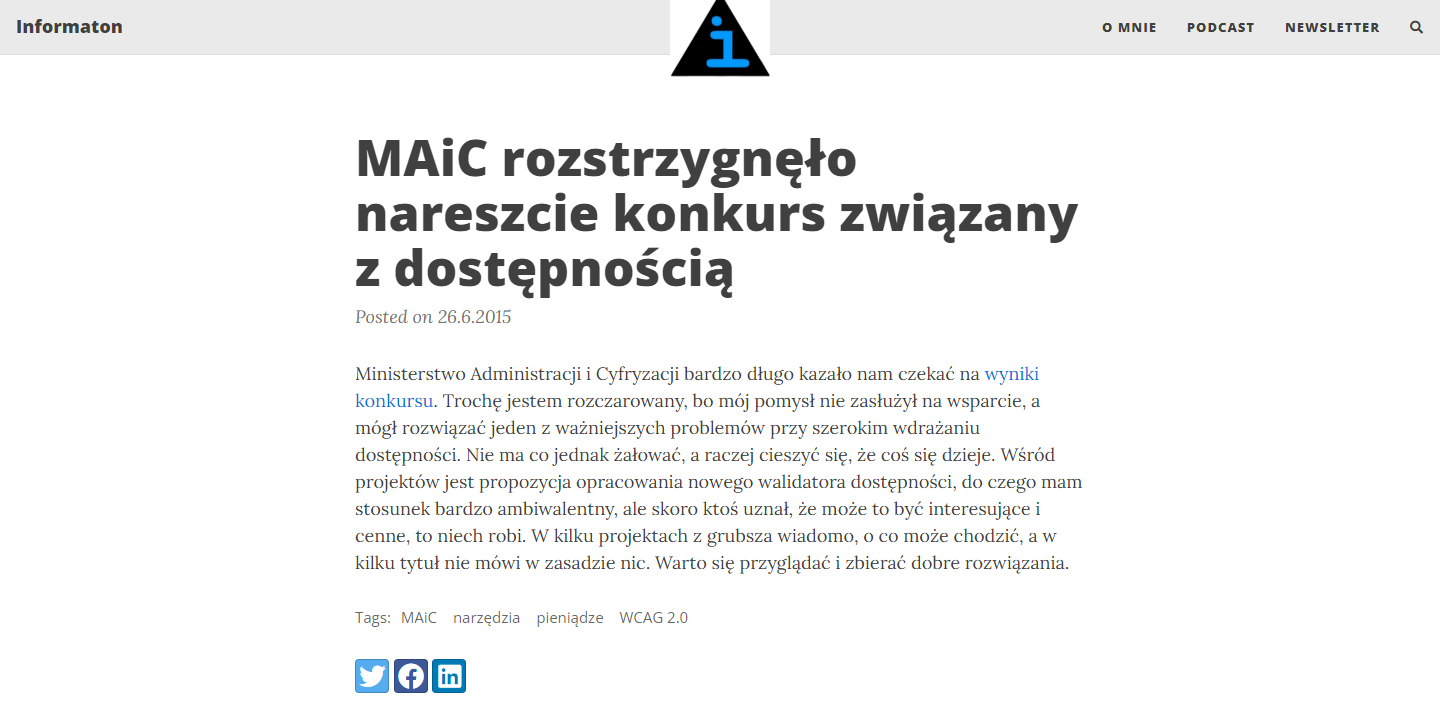 Informaton
i
O MNIE
PODCAST
NEWSLETTER
MAiC rozstrzygnęło
nareszcie konkurs związany
z dostępnością
Posted on 26.6.2015
Ministerstwo Administracji i Cyfryzacji bardzo długo kazało nam czekać na wyniki
konkursu. Trochę jestem rozczarowany, bo mój pomysł nie zasłużył na wsparcie, a
mógł rozwiązać jeden z ważniejszych problemów przy szerokim wdrażaniu
dostępności. Nie ma co jednak żałować, a raczej cieszyć się, że coś się dzieje. Wśród
projektów jest propozycja opracowania nowego walidatora dostępności, do czego mam
stosunek bardzo ambiwalentny, ale skoro ktoś uznał, że może to być interesujące i
cenne, to niech robi. W kilku projektach z grubsza wiadomo, o co może chodzić, a w
kilku tytuł nie mówi w zasadzie nic. Warto się przyglądać i zbierać dobre rozwiązania.
Tags: MAiC narzędzia pieniądze WCAG 2.0